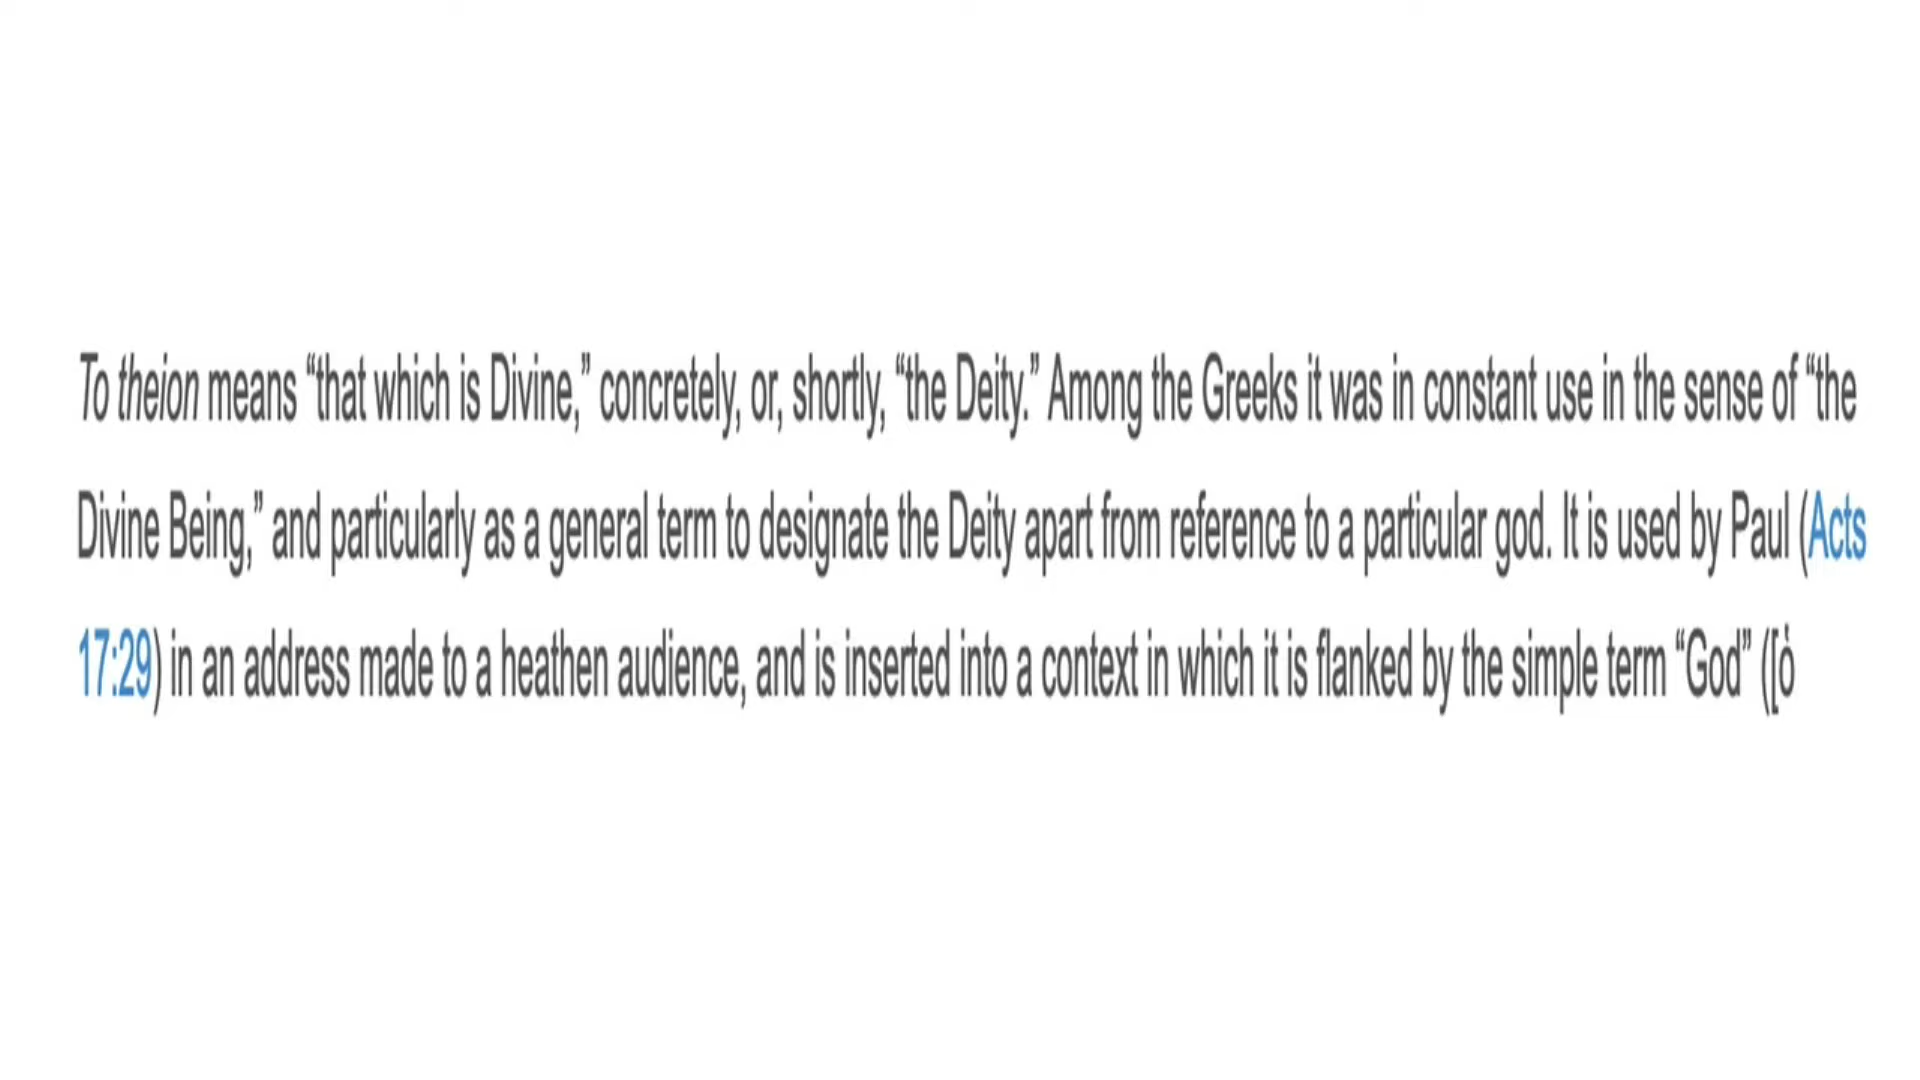 To theion means “that which is Divine,” concretely, or, shortly, “the Deity.” Among the Greeks it was in constant use in the sense of “the
Divine Being,” and particularly as a general term to designate the Deity apart from reference to a particular god. It is used by Paul (Acts
17:29) in an address made to a heathen audience, and is inserted into a context in which it is flanked by the simple term “God” ([ὁ